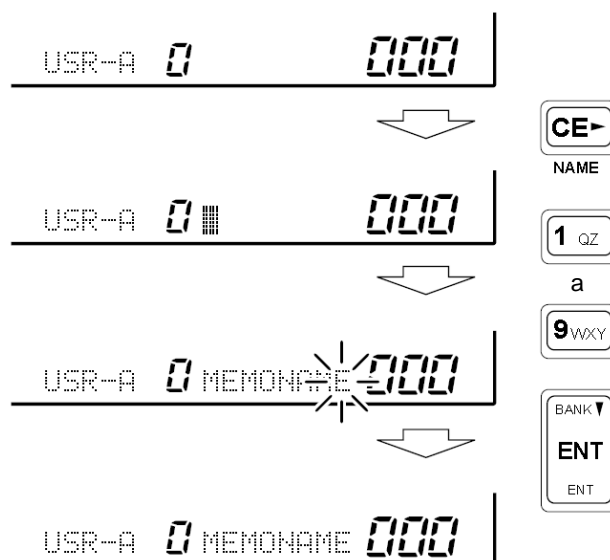 USR-A 0 000
CE►
NAME
USR-A 0 000
1 QZ
a
9 WXY
USR-A 0 MEMONAME 000
BANK▼
ENT
ENT
USR-A 0 MEMONAME 000